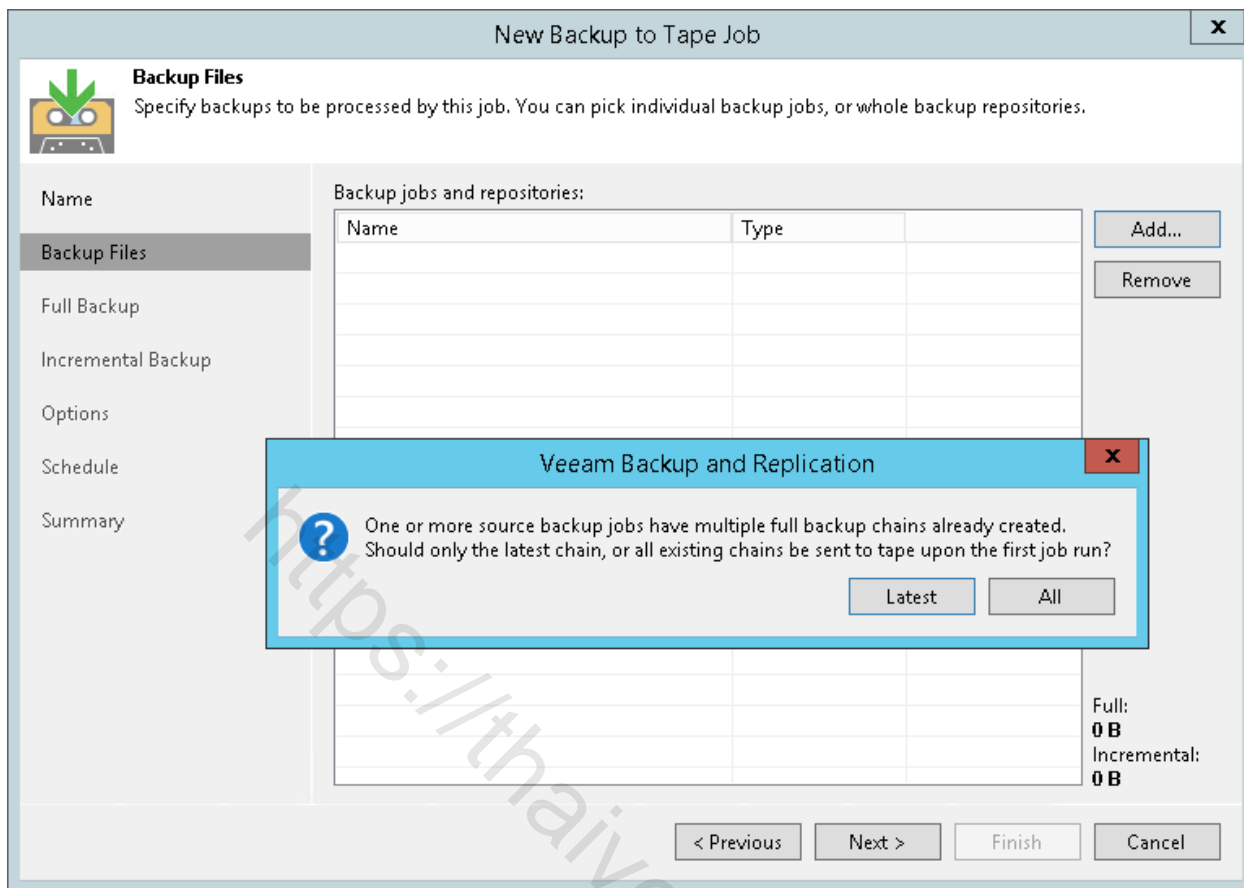 New Backup to Tape Job
X
Backup Files
Specify backups to be processed by this job. You can pick individual backup jobs, or whole backup repositories.
Name
Backup Files
Full Backup
Incremental Backup
Options
Schedule
Summary
Backup jobs and repositories:
Name Type
Add...
Remove
Veeam Backup and Replication
X
?
One or more source backup jobs have multiple full backup chains already created.
Should only the latest chain, or all existing chains be sent to tape upon the first job run?
Latest All
Full:
0 B
Incremental:
0 B
< Previous Next > Finish Cancel